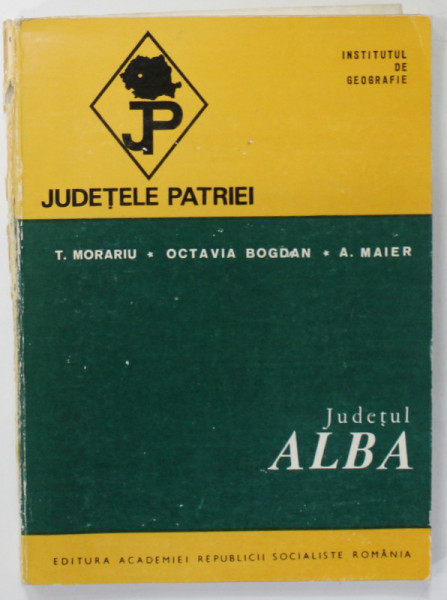 INSTITUTUL
DE
GEOGRAFIE
JP
JUDEȚELE PATRIEI
T. MORARIU * OCTAVIA BOGDAN * A. MAIER
Județul
ALBA
EDITURA ACADEMIEI REPUBLICII SOCIALISTE ROMÂNIA